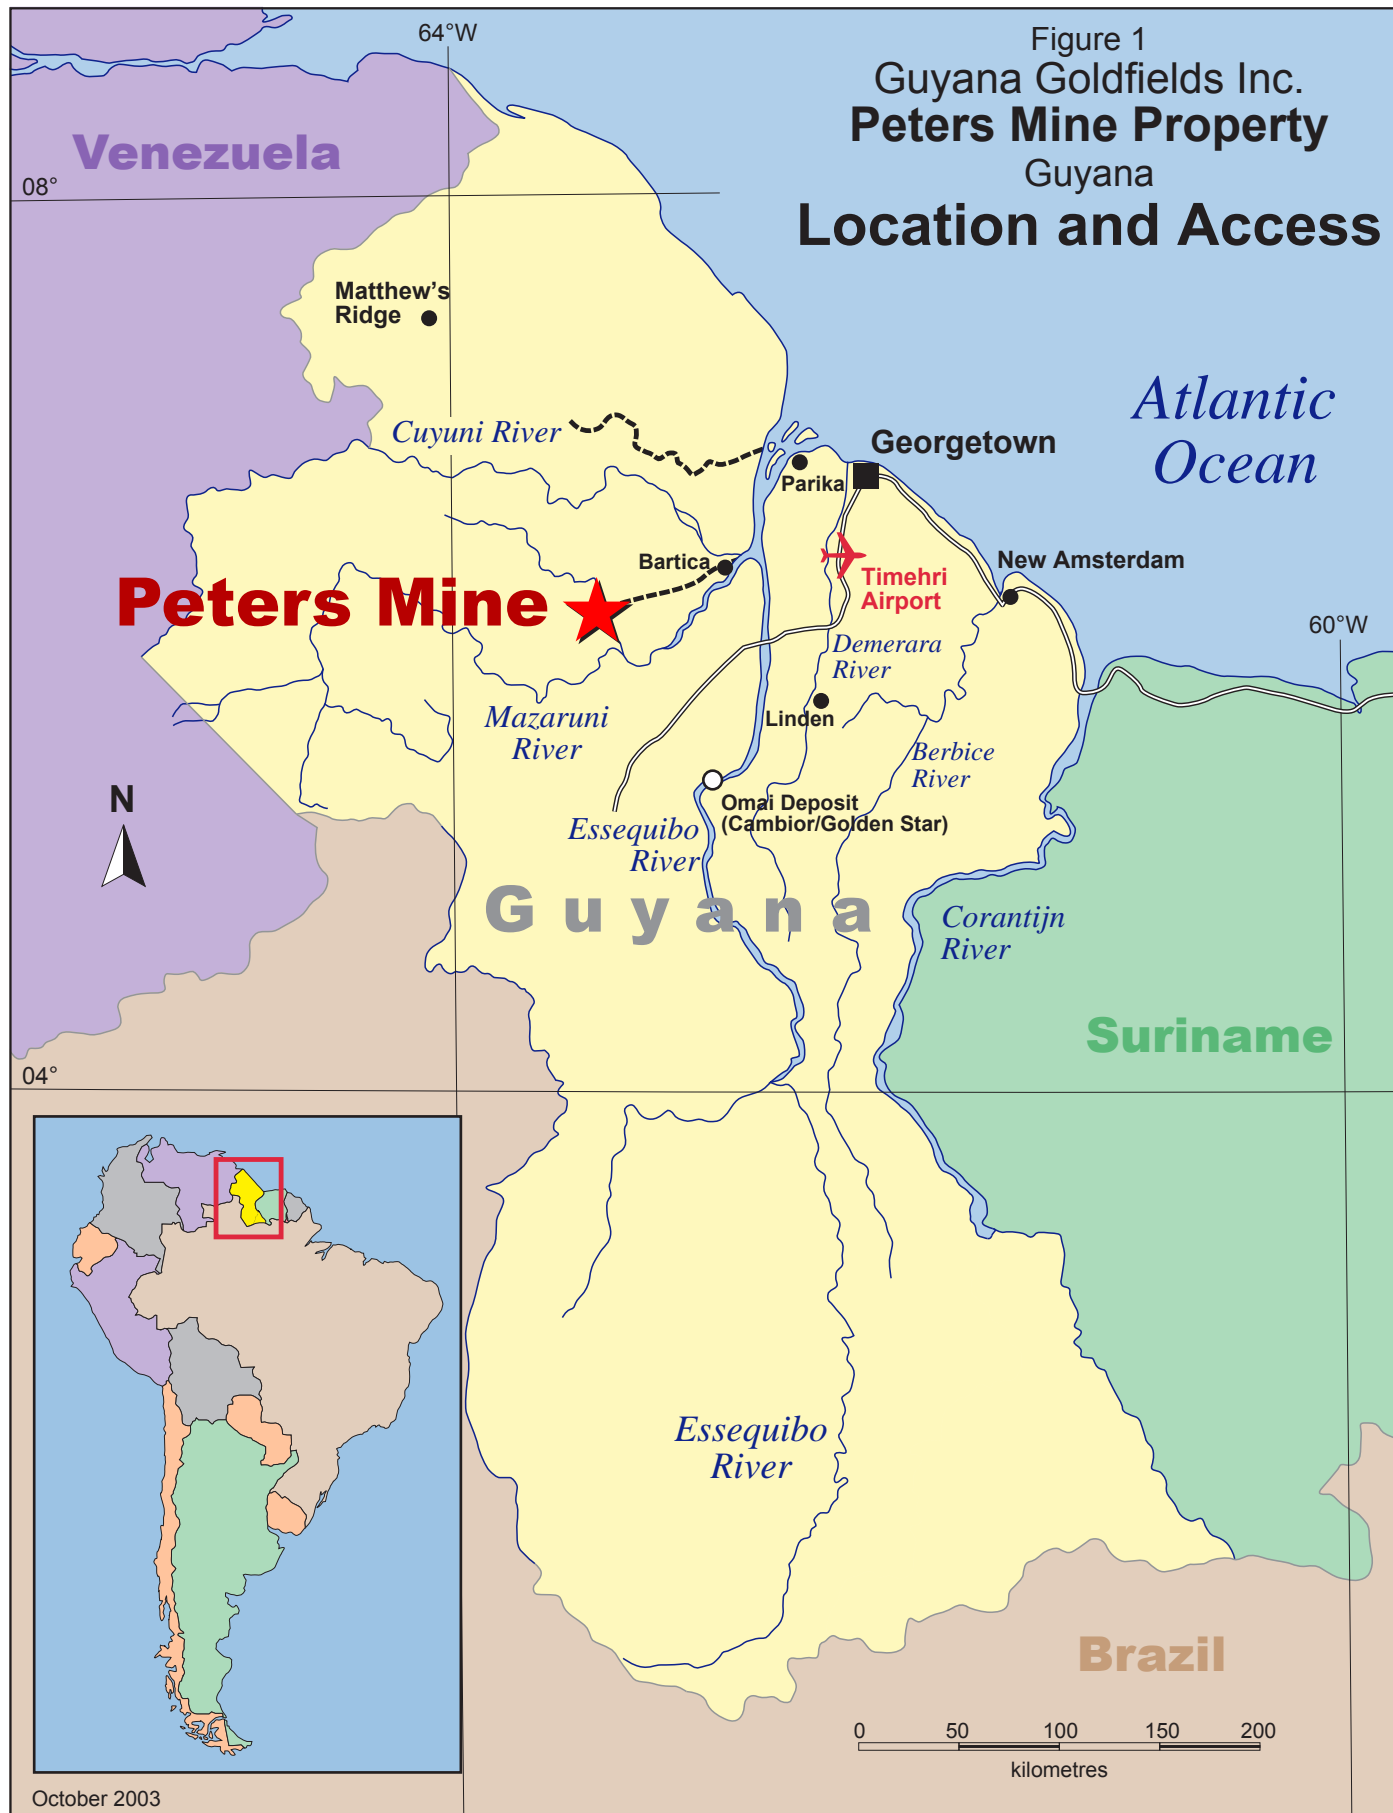 Figure 1
Guyana Goldfields Inc.
Peters Mine Property
Guyana
Location and Access
64°W
Venezuela
08°
Matthew's
Ridge
Atlantic
Ocean
Cuyuni River
Georgetown
Parika
Bartica
New Amsterdam
Timehri
Airport
Peters Mine
60°W
Demerara
River
Mazaruni
River
Linden
Berbice
River
N
Omai Deposit
(Cambior/Golden Star)
Essequibo
River
Guyana
Corantijn
River
Suriname
04°
Essequibo
River
Brazil
0 50 100 150 200
kilometres
October 2003